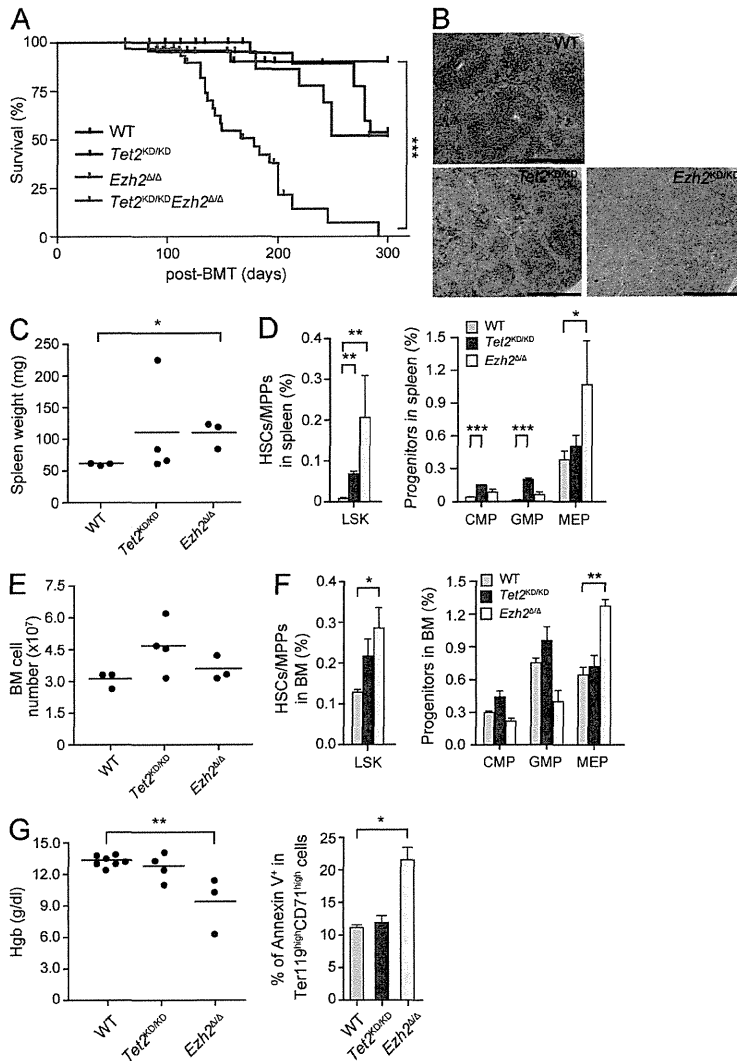 A
100
75
50
25
0
Survival (%)
WT
Tet2KD/KD
Ezh2Δ/Δ
Tet2KD/KDEzh2Δ/Δ
***
0
100
200
300
post-BMT (days)
B
WT
Tet2KD/KD
Ezh2KD/KD
C
Spleen weight (mg)
250
200
150
100
50
0
*
WT
Tet2KD/KD
Ezh2Δ/Δ
D
HSCs/MPPs
in spleen (%)
0.4
0.3
0.2
0.1
0
**
**
LSK
Progenitors in spleen (%)
1.5
1.2
0.9
0.6
0.3
0
WT
Tet2KD/KD
Ezh2Δ/Δ
***
***
*
CMP
GMP
MEP
E
BM cell
number (x10⁷)
7.5
6.0
4.5
3.0
1.5
0
WT
Tet2KD/KD
Ezh2Δ/Δ
F
HSCs/MPPs
in BM (%)
0.4
0.3
0.2
0.1
0.0
*
LSK
Progenitors in BM (%)
1.5
1.2
0.9
0.6
0.3
0
WT
Tet2KD/KD
Ezh2Δ/Δ
**
CMP
GMP
MEP
G
Hgb (g/dl)
15.0
12.0
9.0
6.0
3.0
0
**
WT
Tet2KD/KD
Ezh2Δ/Δ
% of Annexin V⁺ in
Ter119highCD71high cells
25
20
15
10
5
0
*
WT
Tet2KD/KD
Ezh2Δ/Δ